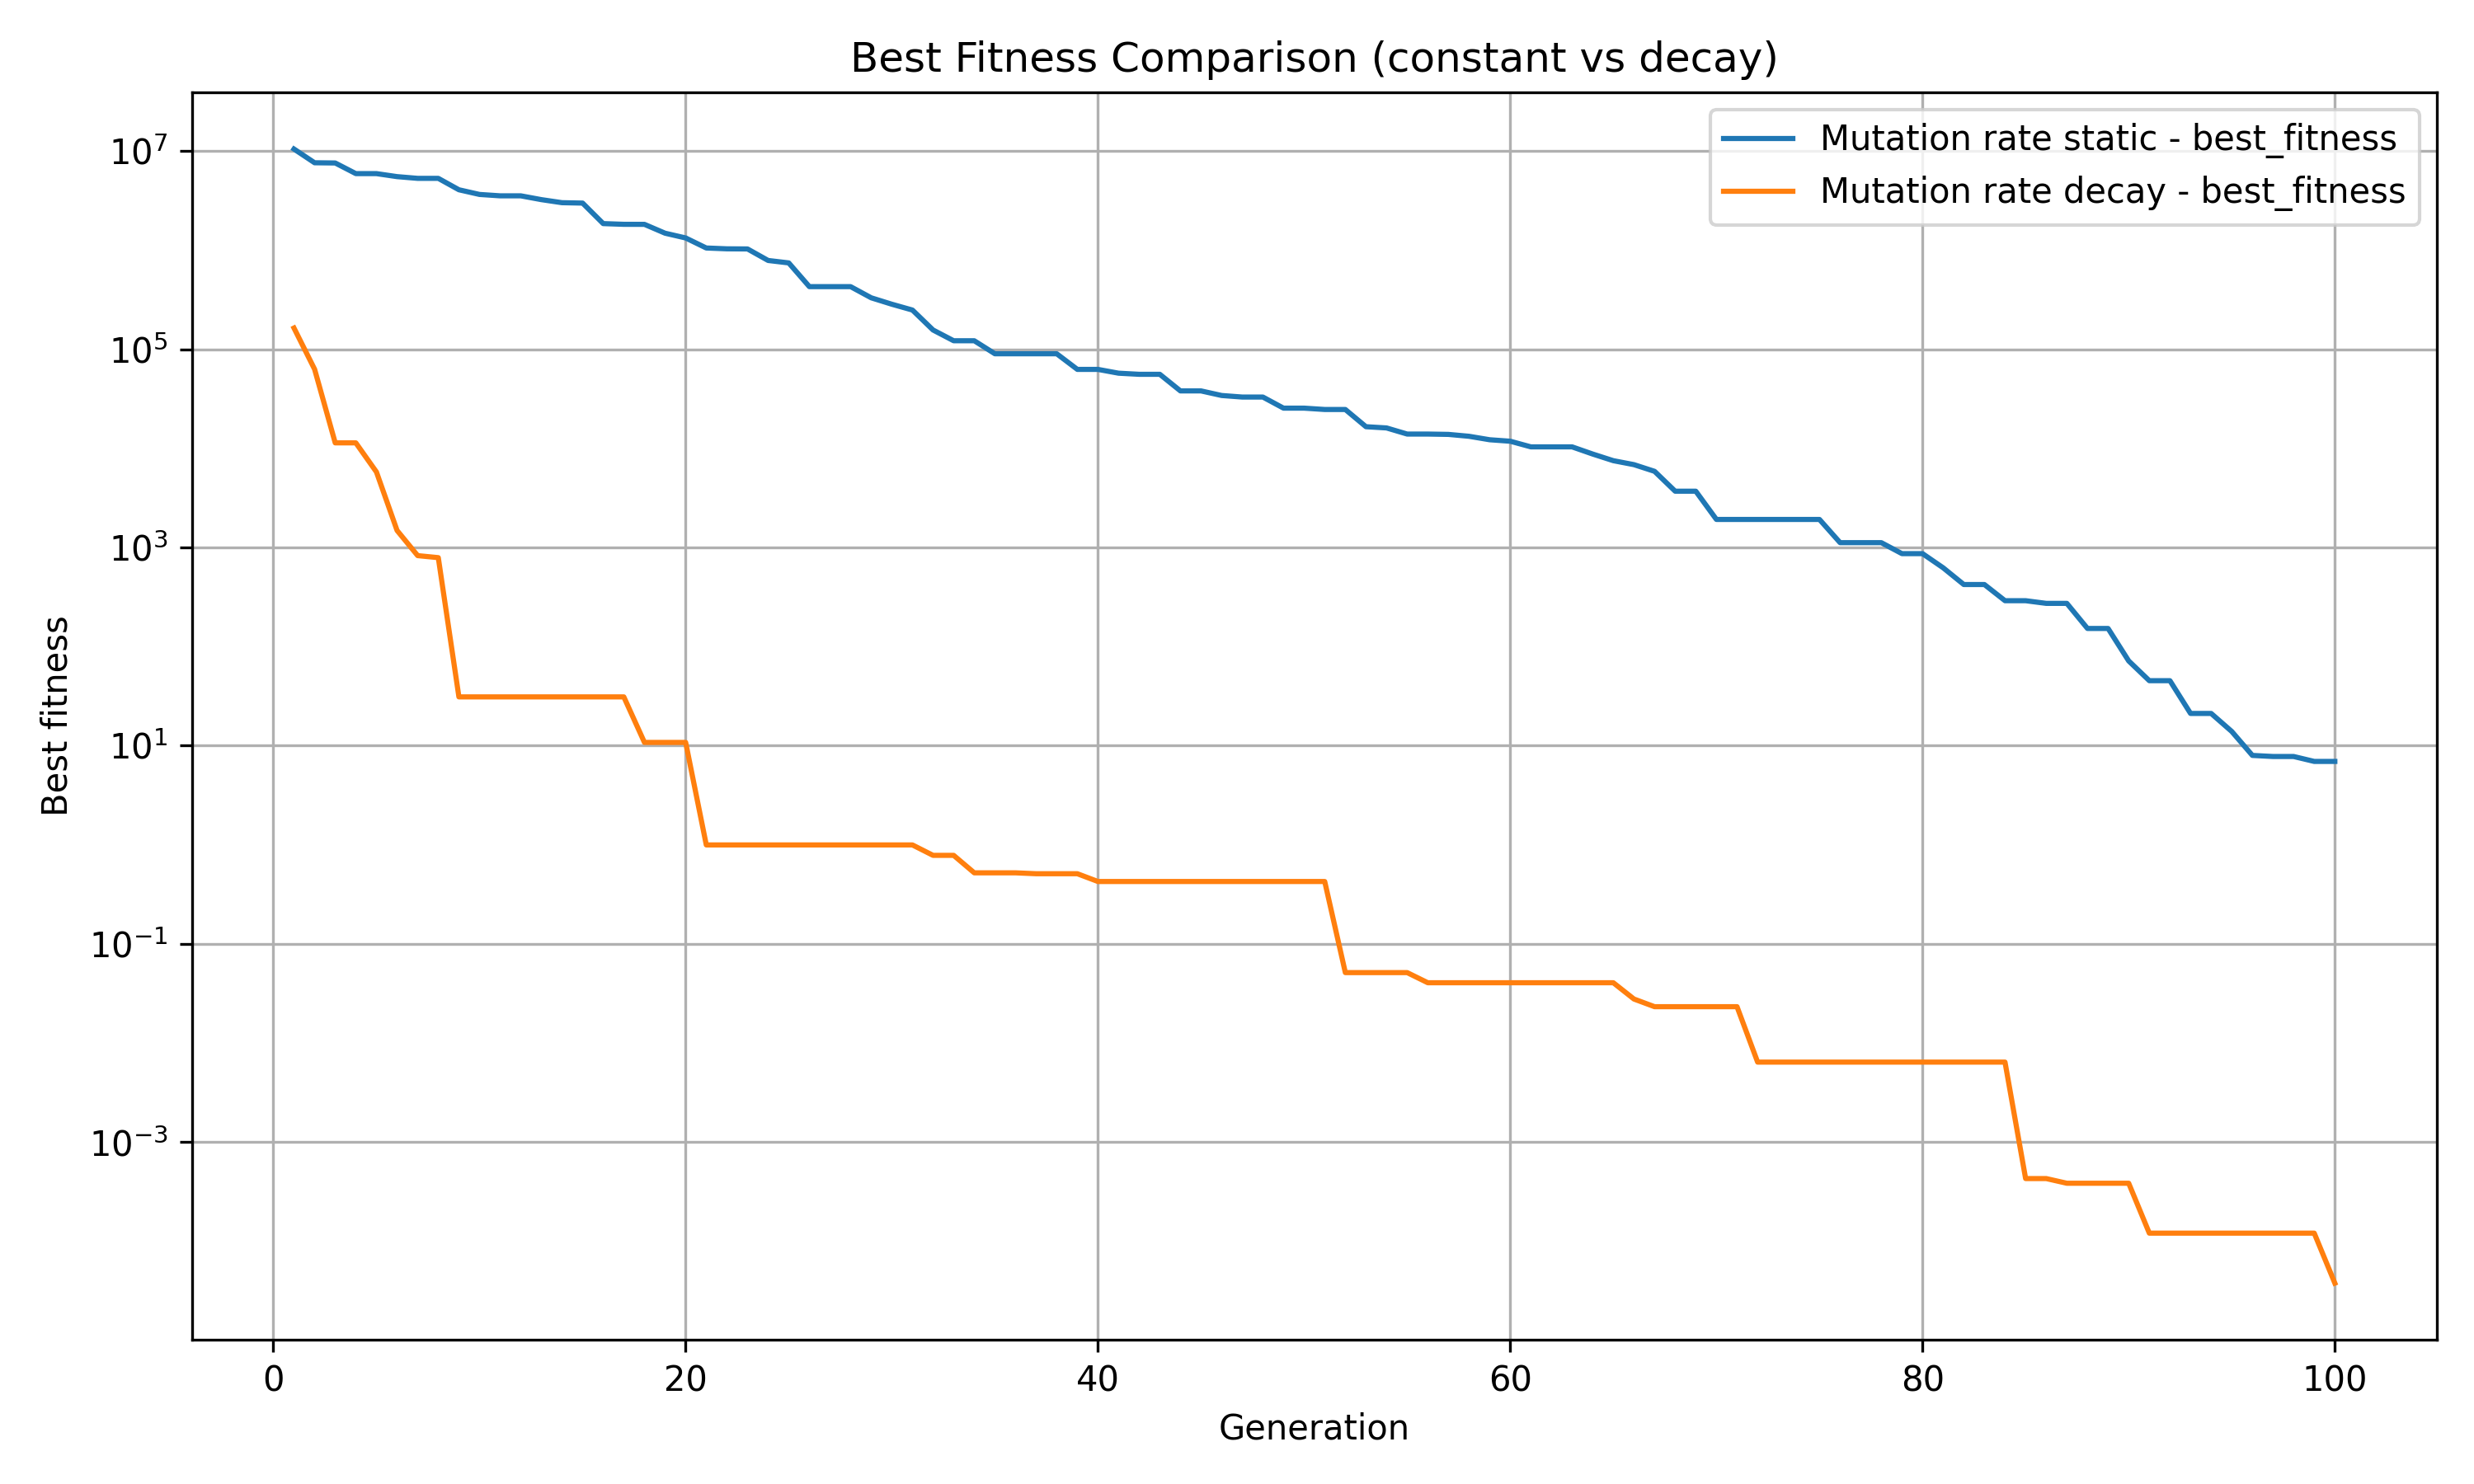 Best Fitness Comparison (constant vs decay)
Mutation rate static - best_fitness
Mutation rate decay - best_fitness
Best fitness
10⁷
10⁵
10³
10¹
10⁻¹
10⁻³
0 20 40 60 80 100
Generation